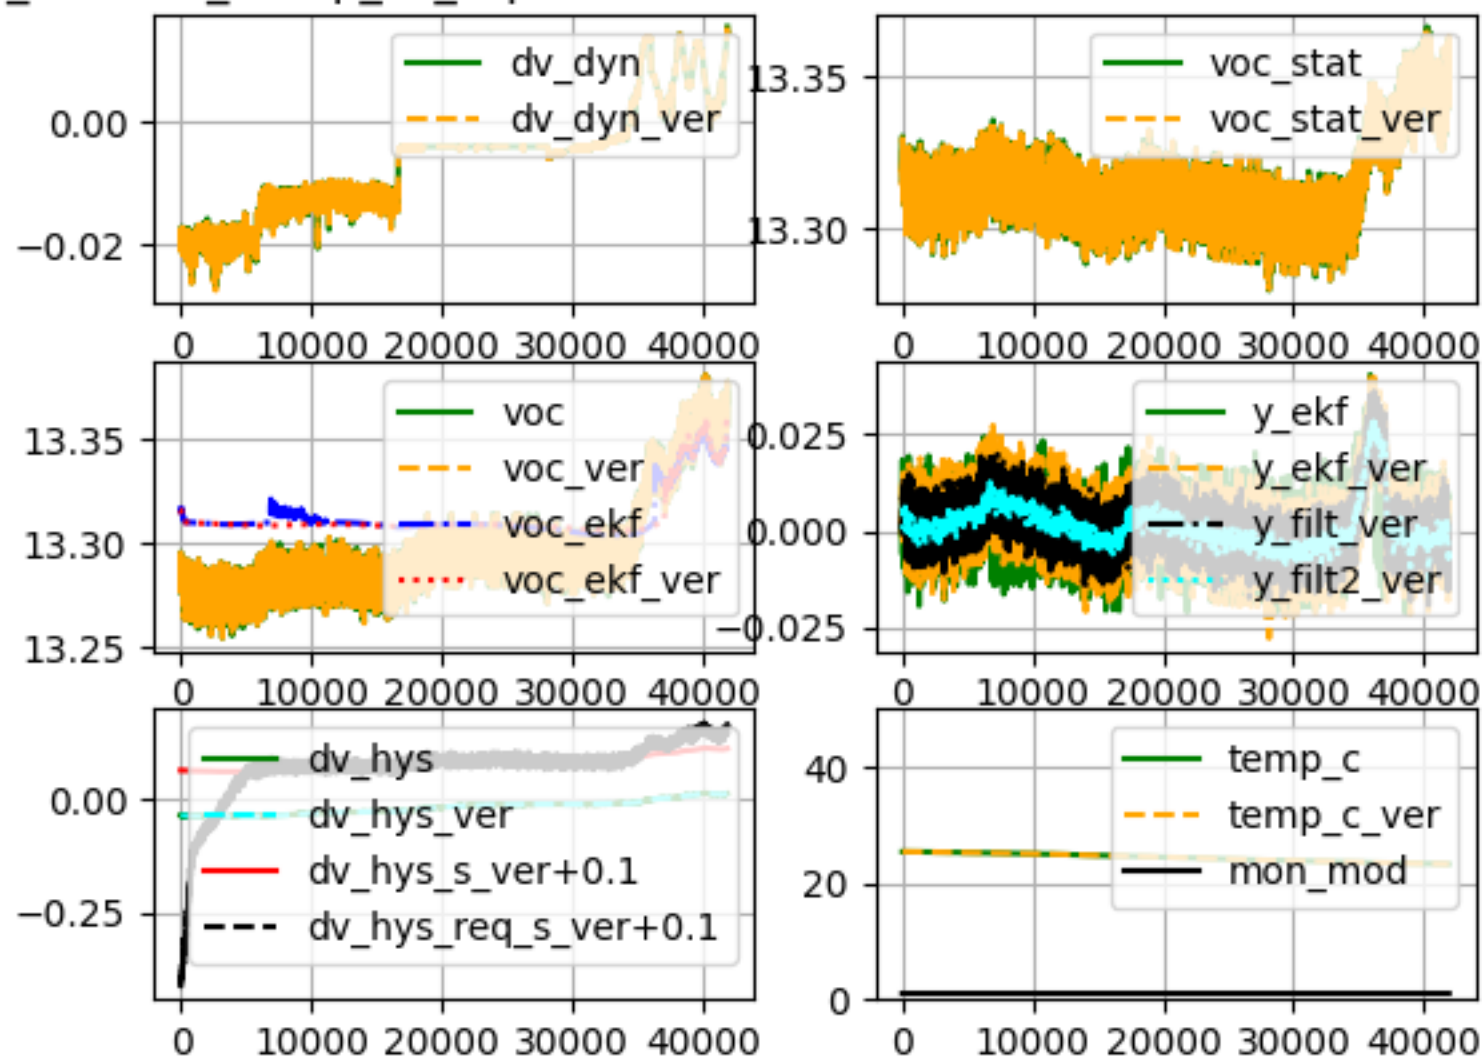 dv_dyn
dv_dyn_ver
0.00
−0.02
0 10000 20000 30000 40000
voc_stat
voc_stat_ver
13.35
13.30
0 10000 20000 30000 40000
voc
voc_ver
voc_ekf
voc_ekf_ver
13.35
13.30
13.25
0 10000 20000 30000 40000
y_ekf
y_ekf_ver
y_filt_ver
y_filt2_ver
0.025
0.000
−0.025
0 10000 20000 30000 40000
dv_hys
dv_hys_ver
dv_hys_s_ver+0.1
dv_hys_req_s_ver+0.1
0.00
−0.25
0 10000 20000 30000 40000
temp_c
temp_c_ver
mon_mod
40
20
0
0 10000 20000 30000 40000